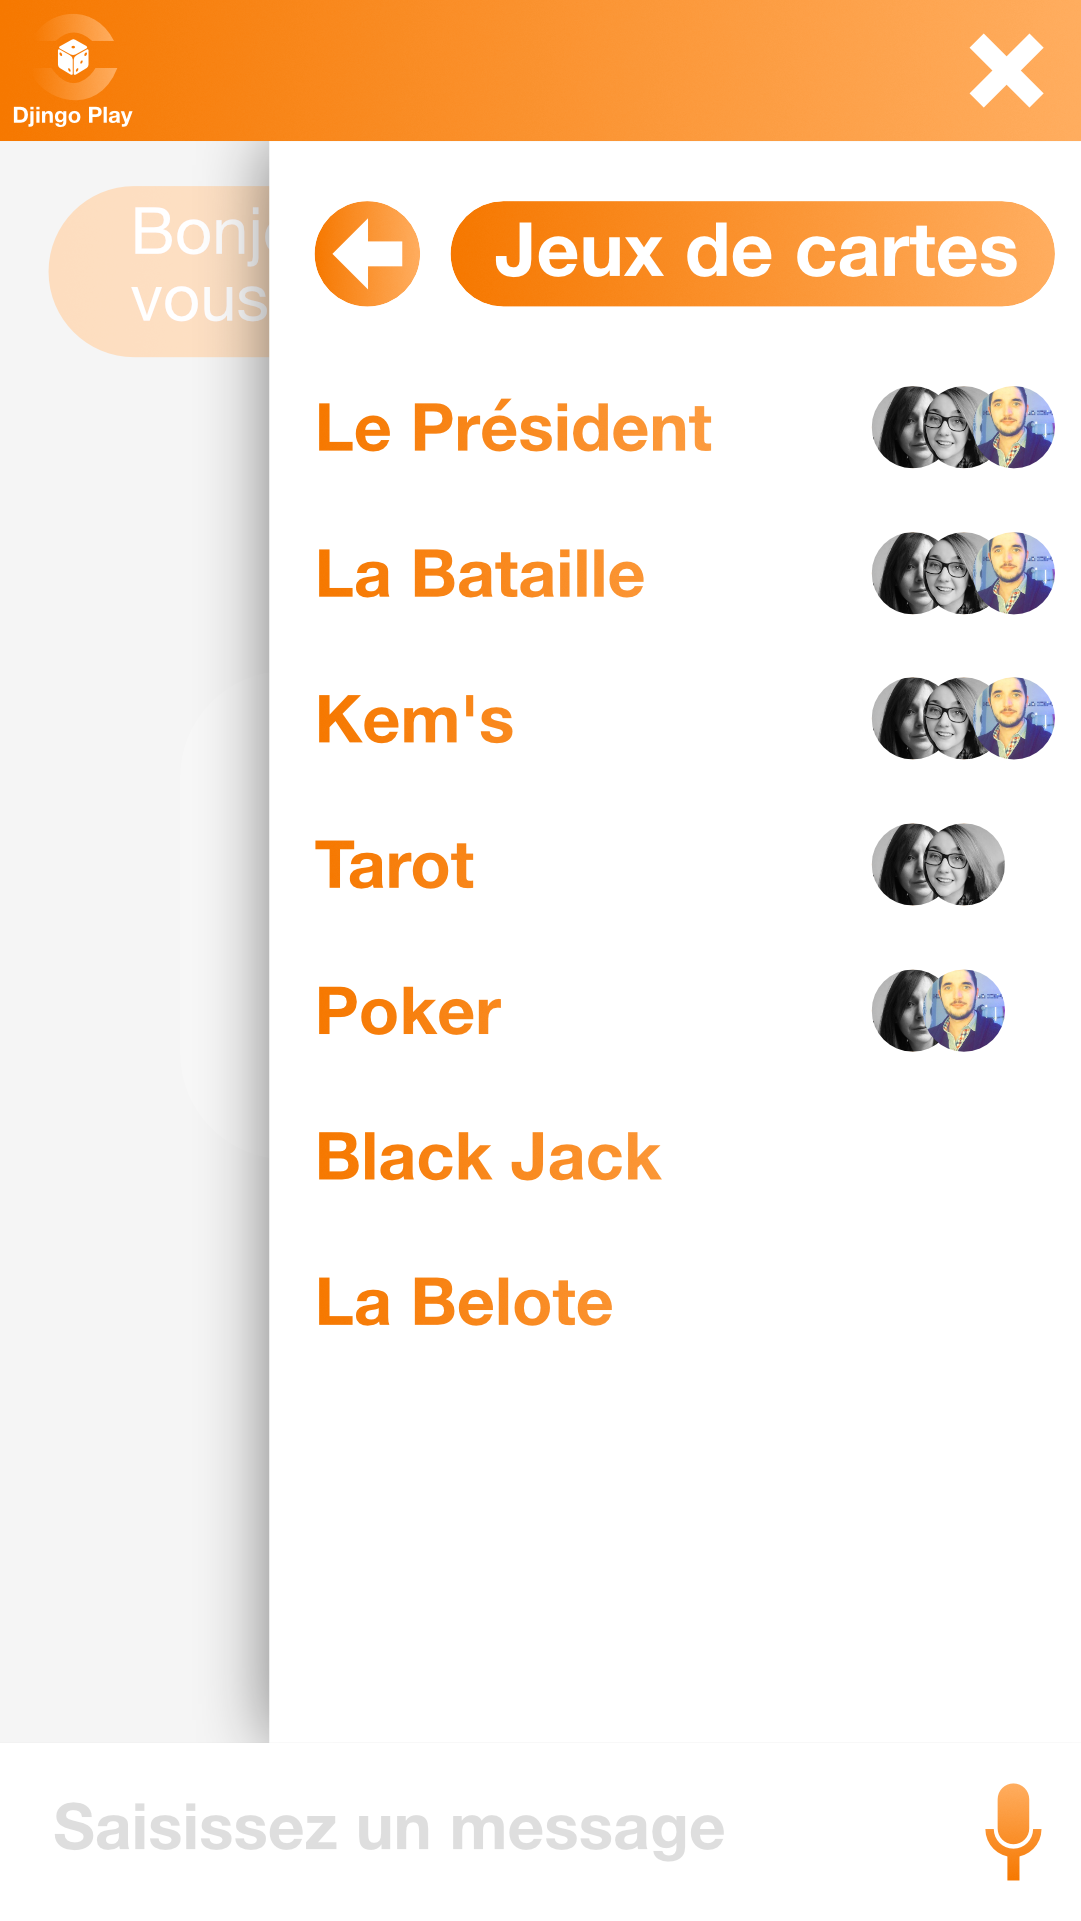 Djingo Play
Bonj
vous
Jeux de cartes
Le Président
La Bataille
Kem's
Tarot
Poker
Black Jack
La Belote
Saisissez un message